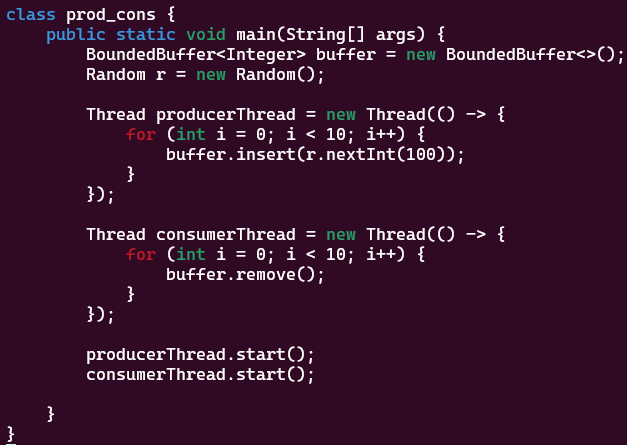 class prod_cons {
    public static void main(String[] args) {
        BoundedBuffer<Integer> buffer = new BoundedBuffer<>();
        Random r = new Random();

        Thread producerThread = new Thread(() -> {
            for (int i = 0; i < 10; i++) {
                buffer.insert(r.nextInt(100));
            }
        });

        Thread consumerThread = new Thread(() -> {
            for (int i = 0; i < 10; i++) {
                buffer.remove();
            }
        });

        producerThread.start();
        consumerThread.start();

    }
}